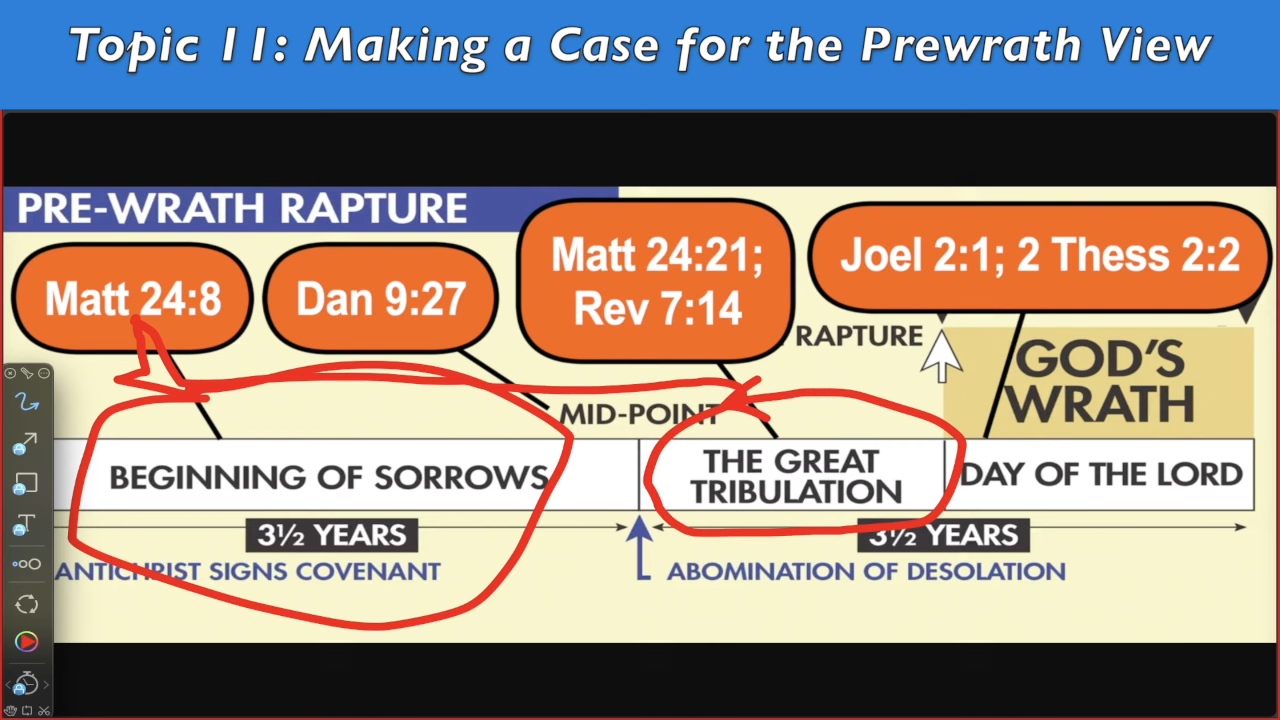 Topic 11: Making a Case for the Prewrath View
PRE-WRATH RAPTURE
Matt 24:8
Dan 9:27
Matt 24:21;
Rev 7:14
Joel 2:1; 2 Thess 2:2
RAPTURE
GOD'S
WRATH
MID-POINT
BEGINNING OF SORROWS
THE GREAT
TRIBULATION
DAY OF THE LORD
3½ YEARS
3½ YEARS
ANTICHRIST SIGNS COVENANT
ABOMINATION OF DESOLATION